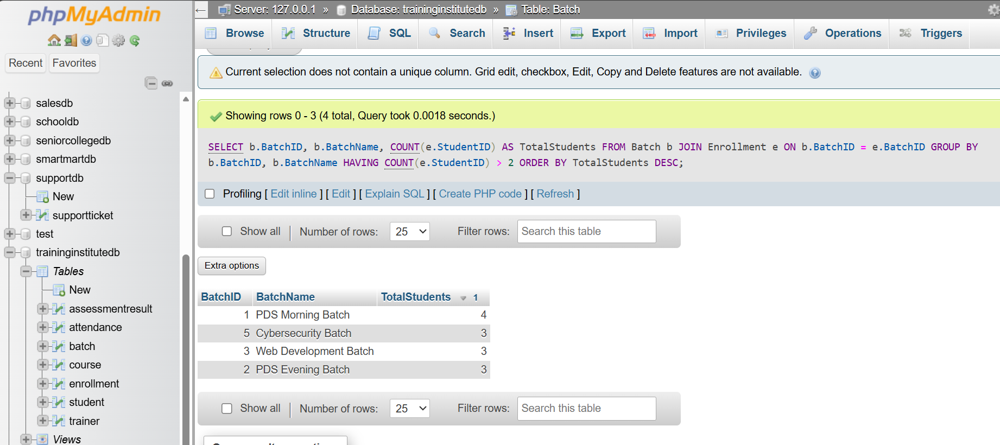 phpMyAdmin
Recent
Favorites
salesdb
schooldb
seniorcollegedb
smartmartdb
supportdb
New
supportticket
test
traininginstitutedb
Tables
New
assessmentresult
attendance
batch
course
enrollment
student
trainer
Views
Server: 127.0.0.1 » Database: traininginstitutedb » Table: Batch
Browse Structure SQL Search Insert Export Import Privileges Operations Triggers
Current selection does not contain a unique column. Grid edit, checkbox, Edit, Copy and Delete features are not available.
Showing rows 0 - 3 (4 total, Query took 0.0018 seconds.)
SELECT b.BatchID, b.BatchName, COUNT(e.StudentID) AS TotalStudents FROM Batch b JOIN Enrollment e ON b.BatchID = e.BatchID GROUP BY
b.BatchID, b.BatchName HAVING COUNT(e.StudentID) > 2 ORDER BY TotalStudents DESC;
Profiling [ Edit inline ] [ Edit ] [ Explain SQL ] [ Create PHP code ] [ Refresh ]
Show all | Number of rows: 25 Filter rows: Search this table
Extra options
BatchID BatchName TotalStudents 1
1 PDS Morning Batch 4
5 Cybersecurity Batch 3
3 Web Development Batch 3
2 PDS Evening Batch 3
Show all | Number of rows: 25 Filter rows: Search this table